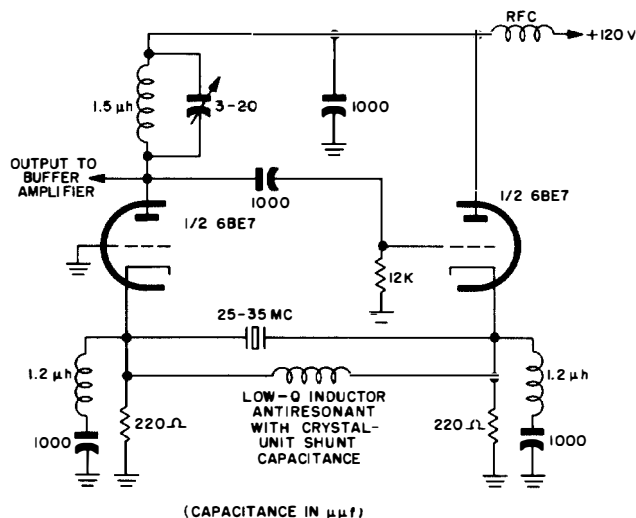 RFC
+120 V
1.5 μh
3-20
1000
OUTPUT TO
BUFFER
AMPLIFIER
1000
1/2 6BE7
1/2 6BE7
12K
25-35 MC
1.2 μh
1.2 μh
LOW-Q INDUCTOR
ANTIRESONANT
WITH CRYSTAL-
UNIT SHUNT
CAPACITANCE
1000
220Ω
220Ω
1000
(CAPACITANCE IN μμf)